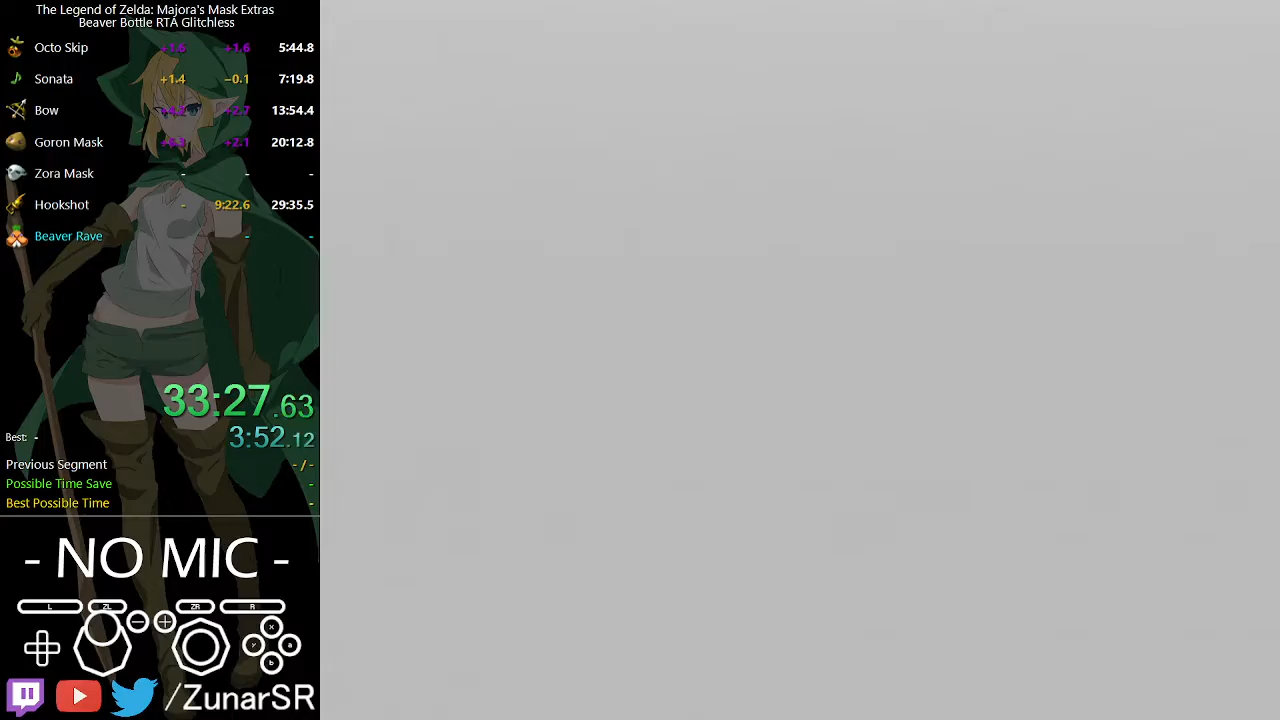 The Legend of Zelda: Majora's Mask Extras
Beaver Bottle RTA Glitchless
Octo Skip +1.6 +1.6 5:44.8
Sonata +1.4 −0.1 7:19.8
Bow +2.7 13:54.4
Goron Mask +2.1 20:12.8
Zora Mask - - -
Hookshot - 9:22.6 29:35.5
Beaver Rave - -
33:27.63
3:52.12
Best: -
Previous Segment - / -
Possible Time Save -
Best Possible Time -
- NO MIC -
L ZL ZR R
X
Y a
b
/ZunarSR